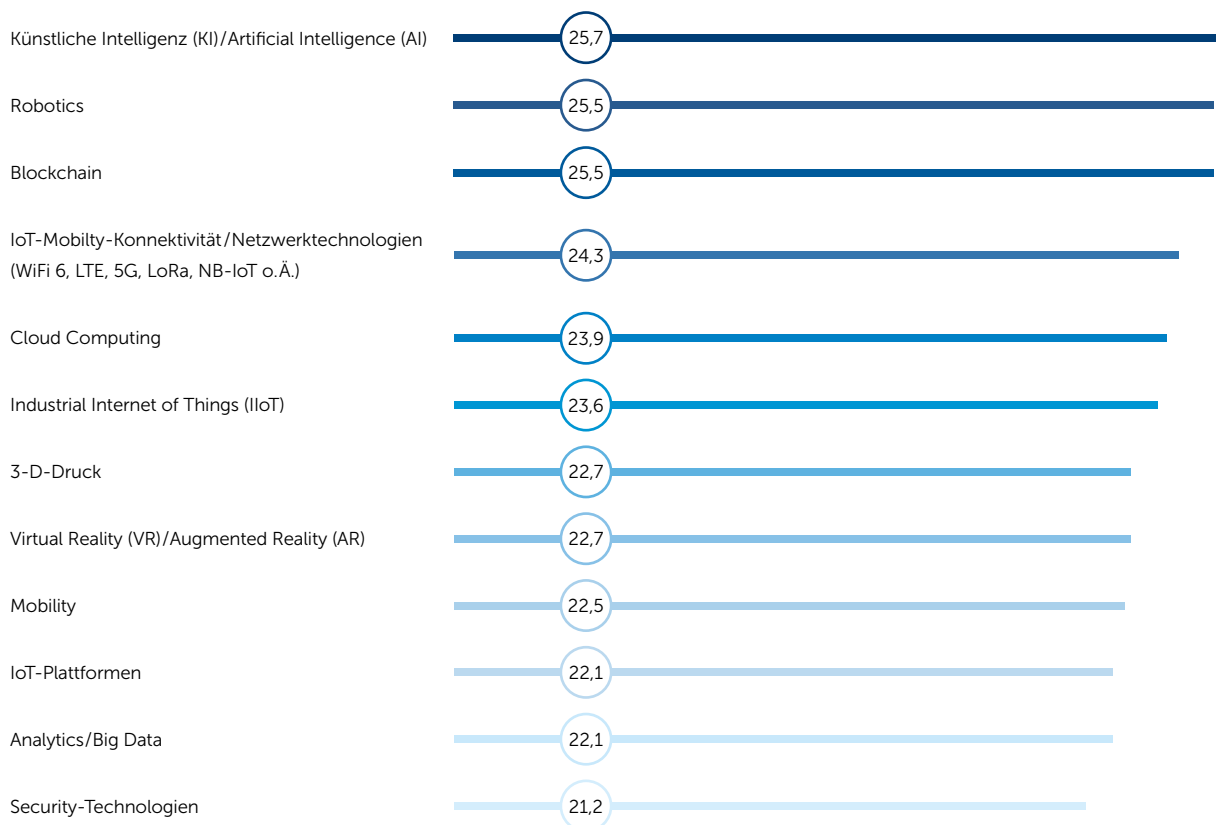 Künstliche Intelligenz (KI)/Artificial Intelligence (AI) 25,7
Robotics 25,5
Blockchain 25,5
IoT-Mobilty-Konnektivität/Netzwerktechnologien
(WiFi 6, LTE, 5G, LoRa, NB-IoT o.Ä.) 24,3
Cloud Computing 23,9
Industrial Internet of Things (IIoT) 23,6
3-D-Druck 22,7
Virtual Reality (VR)/Augmented Reality (AR) 22,7
Mobility 22,5
IoT-Plattformen 22,1
Analytics/Big Data 22,1
Security-Technologien 21,2